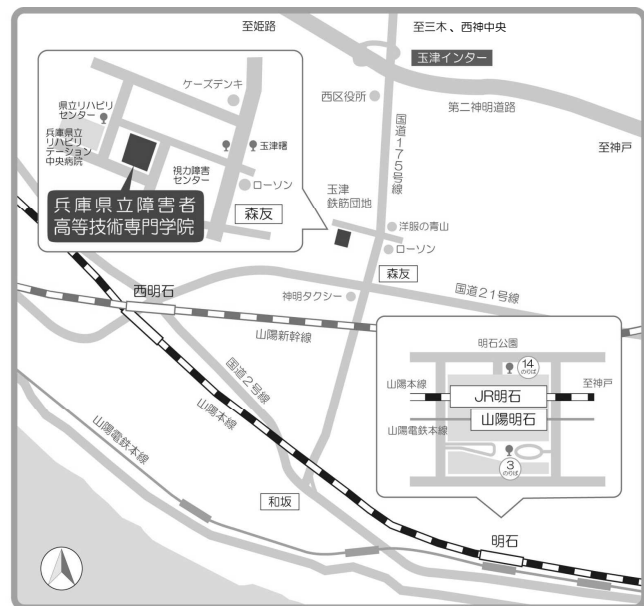 至姫路
至三木、西神中央
玉津インター
ケーズデンキ
西区役所
第二神明道路
県立リハビリ
センター
兵庫県立
リハビリ
テーション
中央病院
国道175号線
至神戸
玉津曙
視力障害
センター
ローソン
玉津
鉄筋団地
兵庫県立障害者
高等技術専門学院
森友
洋服の青山
ローソン
森友
西明石
神明タクシー
国道21号線
山陽新幹線
明石公園
14
のりば
国道2号線
山陽本線
至神戸
JR明石
山陽本線
山陽明石
山陽電鉄本線
山陽電鉄本線
3
のりば
和坂
明石